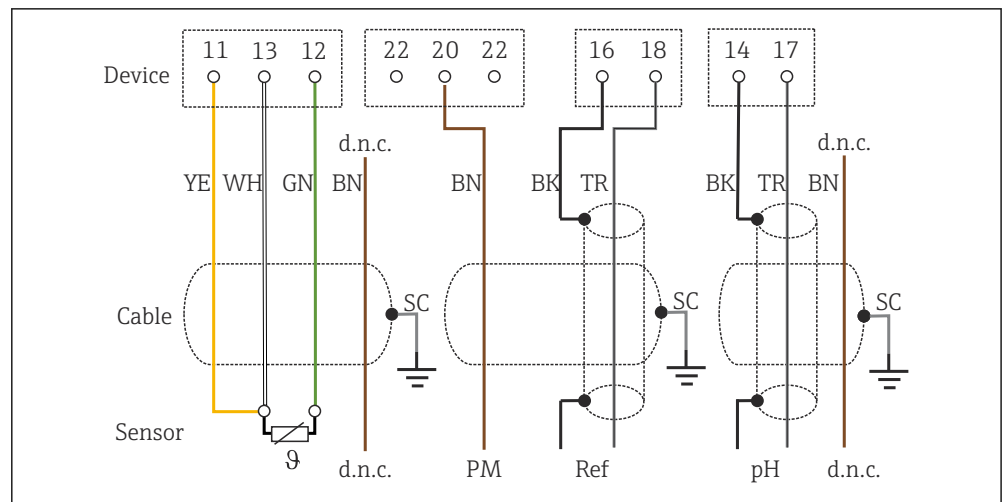 11 13 12 22 20 22 16 18 14 17
Device
d.n.c. d.n.c.
YE WH GN BN BN BK TR BK TR BN
SC SC SC
Cable
Sensor
ϑ d.n.c. PM Ref pH d.n.c.